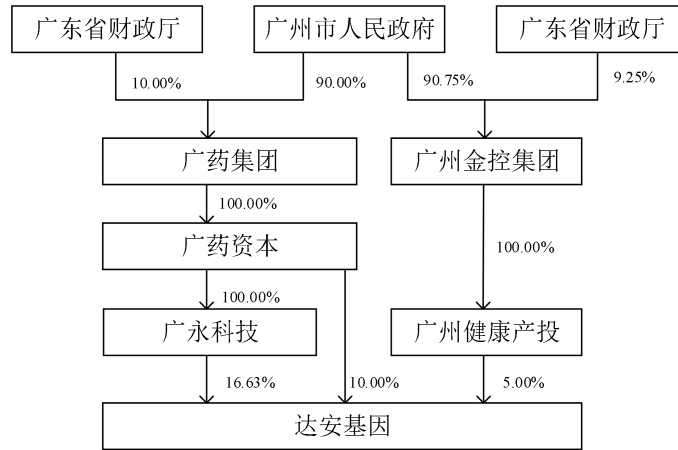 广东省财政厅
广州市人民政府
广东省财政厅
10.00%
90.00%
90.75%
9.25%
广药集团
广州金控集团
100.00%
广药资本
100.00%
100.00%
广永科技
广州健康产投
16.63%
10.00%
5.00%
达安基因